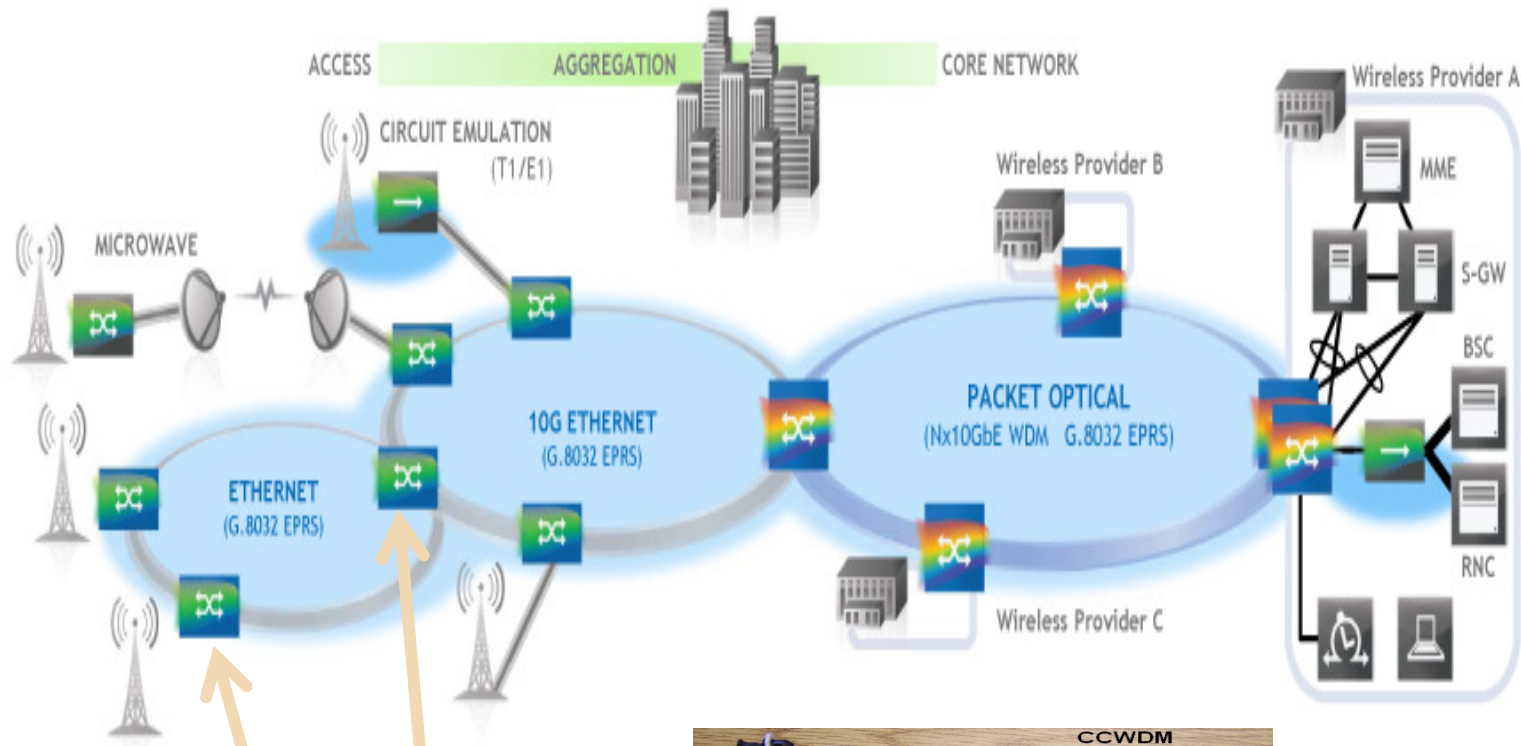 ACCESS
AGGREGATION
CORE NETWORK
Wireless Provider A
CIRCUIT EMULATION
(T1/E1)
Wireless Provider B
MME
MICROWAVE
S-GW
BSC
10G ETHERNET
(G.8032 EPRS)
PACKET OPTICAL
(Nx10GbE WDM G.8032 EPRS)
ETHERNET
(G.8032 EPRS)
RNC
Wireless Provider C
CCWDM